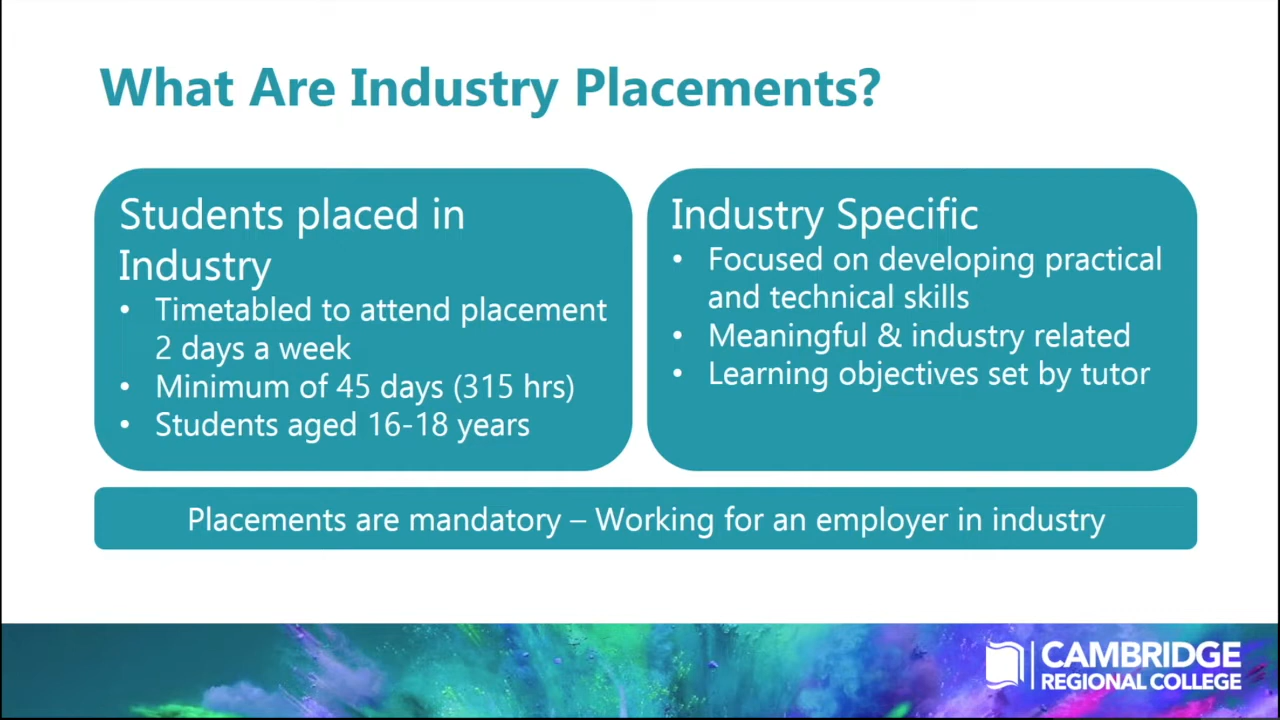 What Are Industry Placements?
Students placed in
Industry
• Timetabled to attend placement
2 days a week
• Minimum of 45 days (315 hrs)
• Students aged 16-18 years
Industry Specific
• Focused on developing practical
and technical skills
• Meaningful & industry related
• Learning objectives set by tutor
Placements are mandatory – Working for an employer in industry
CAMBRIDGE
REGIONAL COLLEGE